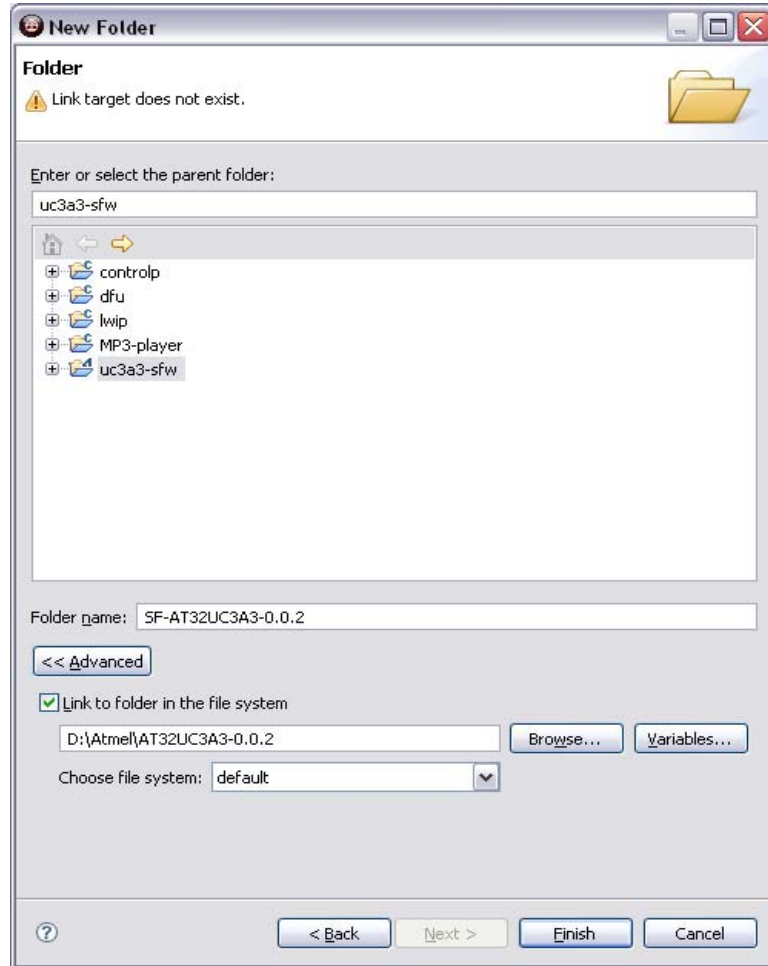 New Folder
Folder
Link target does not exist.
Enter or select the parent folder:
uc3a3-sfw
controlp
dfu
lwip
MP3-player
uc3a3-sfw
Folder name: SF-AT32UC3A3-0.0.2
<< Advanced
Link to folder in the file system
D:\Atmel\AT32UC3A3-0.0.2 Browse... Variables...
Choose file system: default
? < Back Next > Finish Cancel